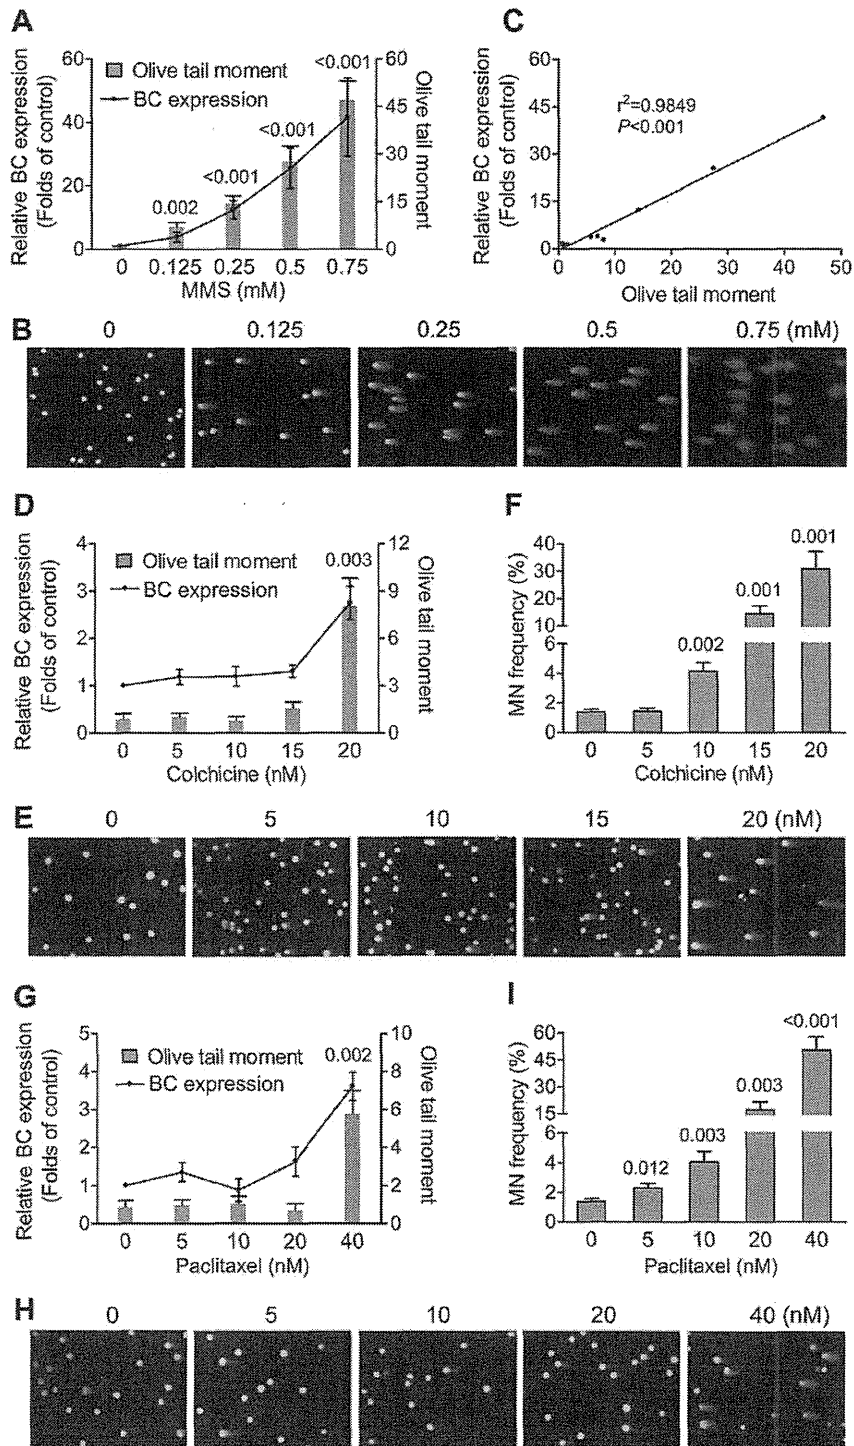 A
Relative BC expression
(Folds of control)
60
40
20
0
Olive tail moment
BC expression
0.002
<0.001
<0.001
<0.001
60
45
30
15
0
Olive tail moment
0 0.125 0.25 0.5 0.75
MMS (mM)
C
Relative BC expression
(Folds of control)
60
45
30
15
0
r²=0.9849
P<0.001
0 10 20 30 40 50
Olive tail moment
B
0 0.125 0.25 0.5 0.75 (mM)
D
Relative BC expression
(Folds of control)
4
3
2
1
0
Olive tail moment
BC expression
0.003
12
9
6
3
0
Olive tail moment
0 5 10 15 20
Colchicine (nM)
F
MN frequency (%)
40
30
20
10
6
4
2
0
0.002
0.001
0.001
0 5 10 15 20
Colchicine (nM)
E
0 5 10 15 20 (nM)
G
Relative BC expression
(Folds of control)
5
4
3
2
1
0
Olive tail moment
BC expression
0.002
10
8
6
4
2
0
Olive tail moment
0 5 10 20 40
Paclitaxel (nM)
I
MN frequency (%)
60
45
30
15
6
4
2
0
0.012
0.003
0.003
<0.001
0 5 10 20 40
Paclitaxel (nM)
H
0 5 10 20 40 (nM)